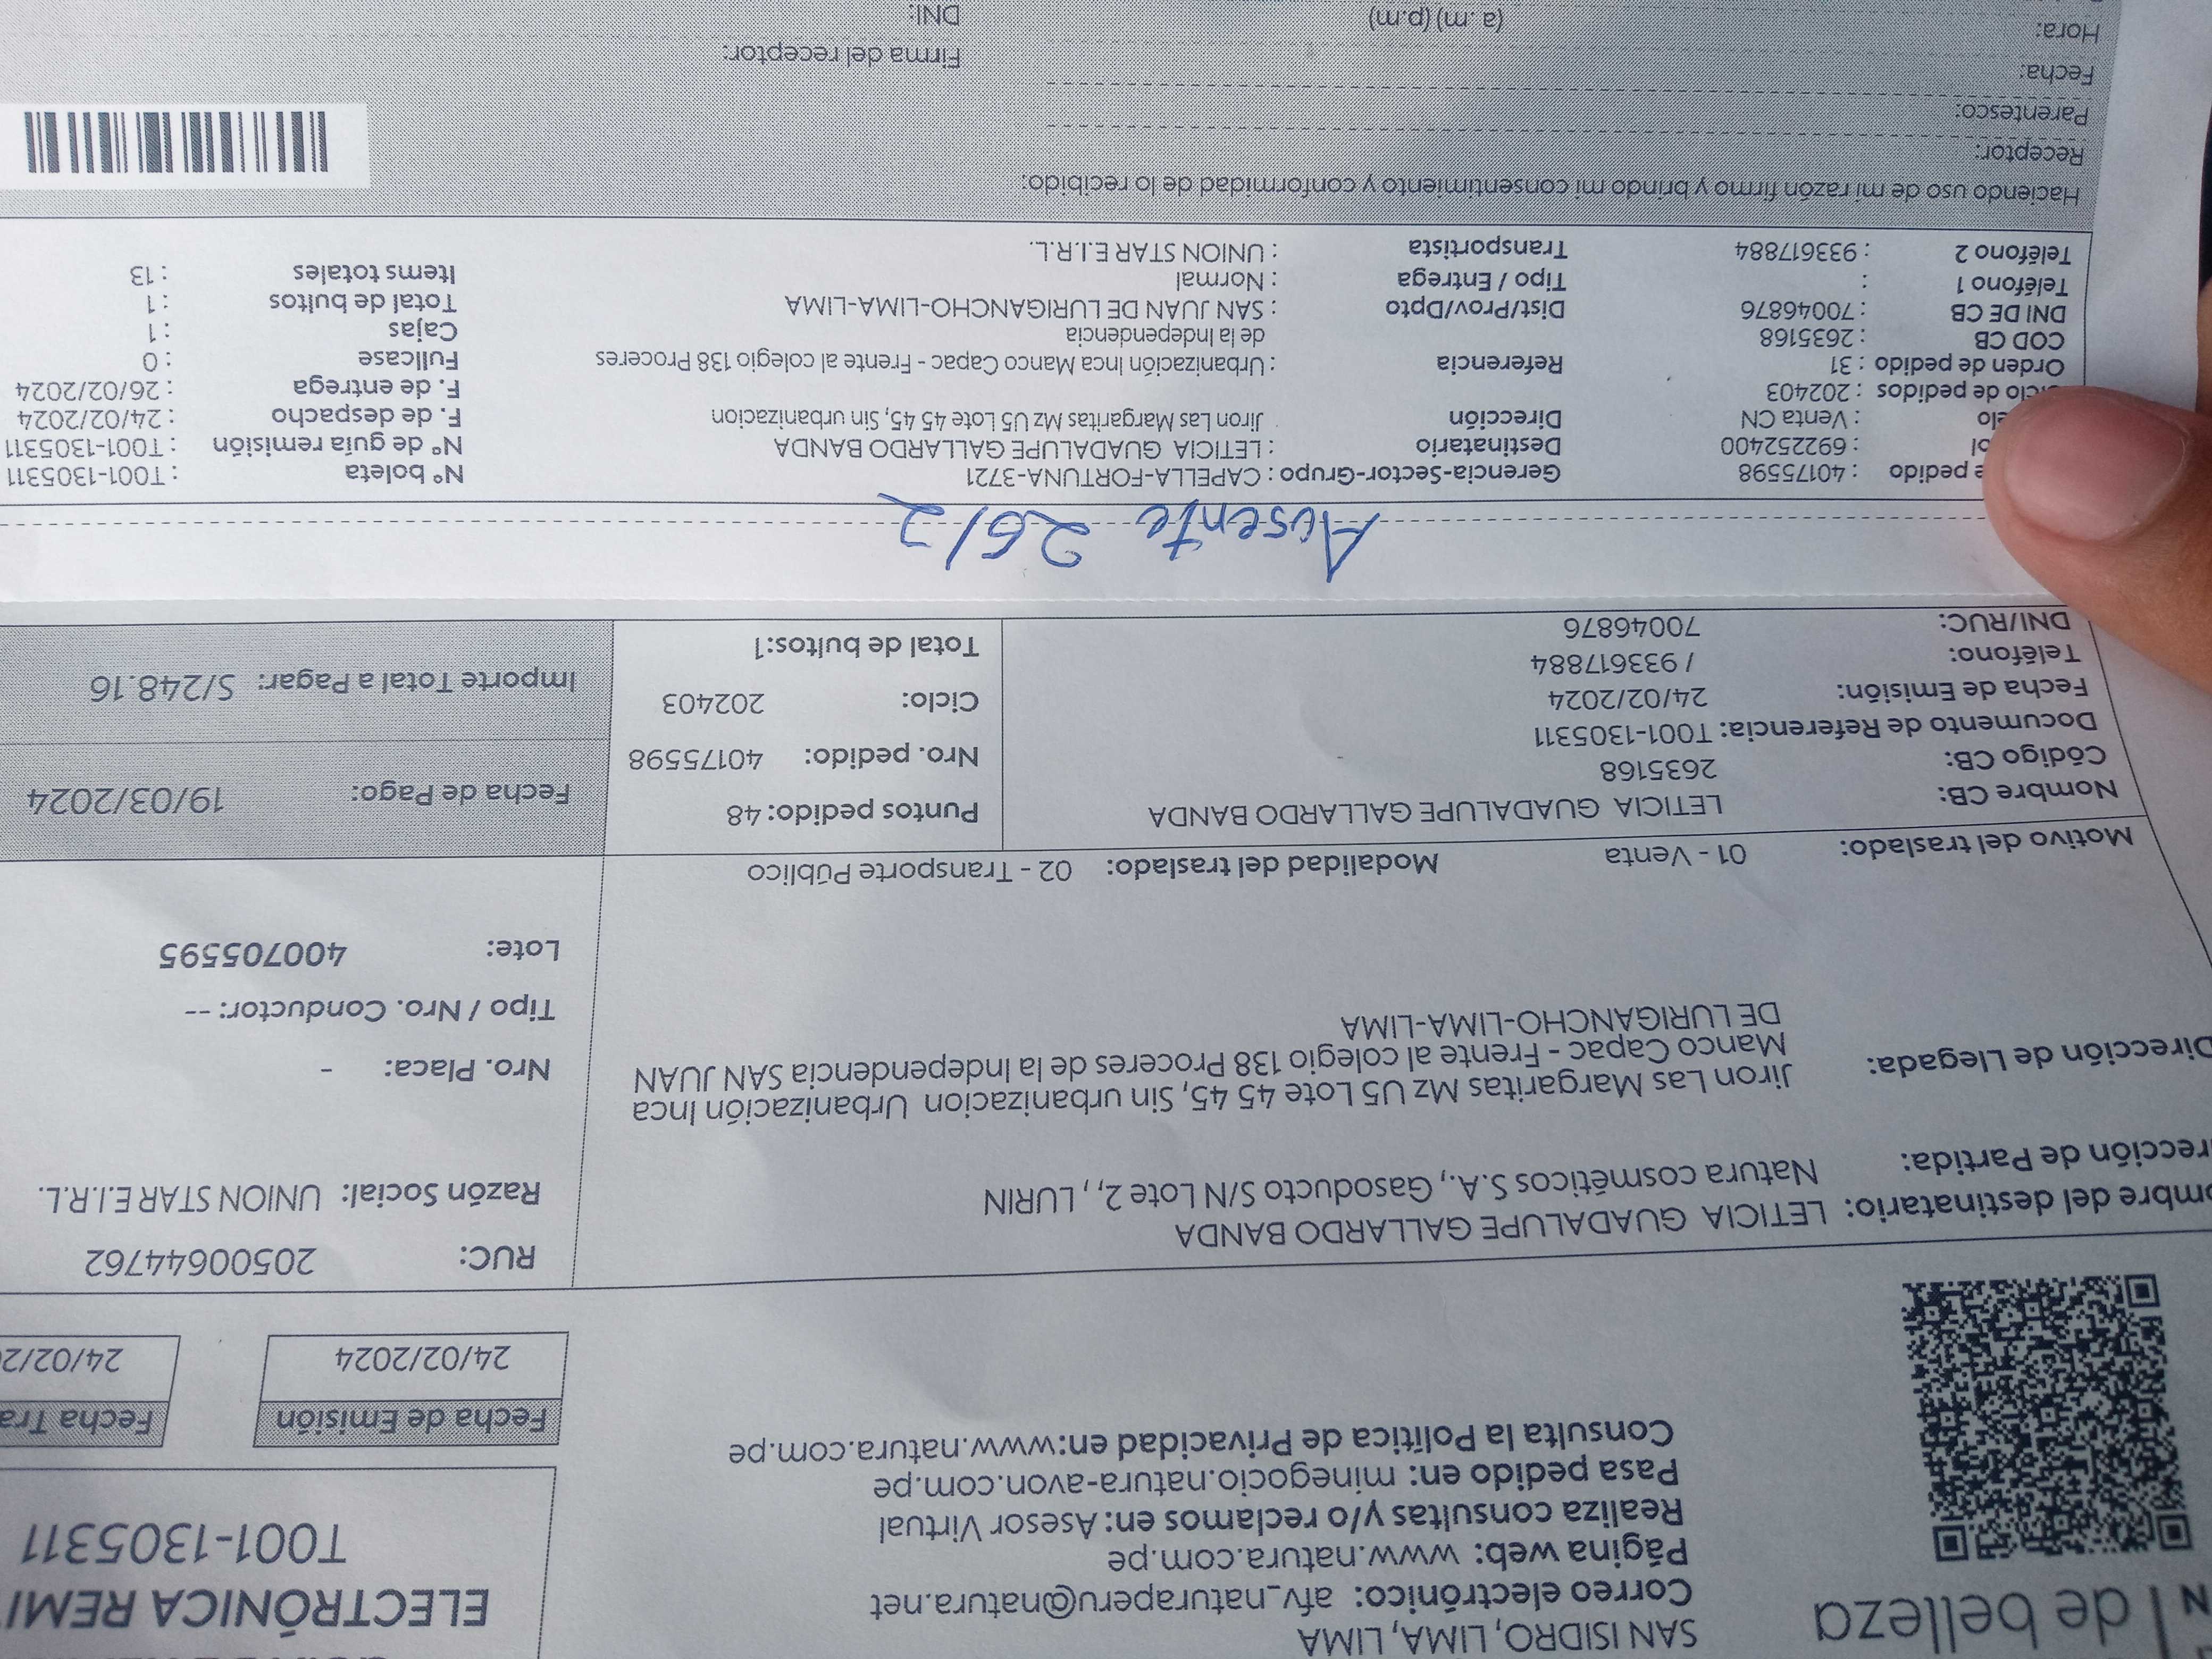 de belleza
SAN ISIDRO, LIMA, LIMA
Correo electrónico: afv_naturaperu@natura.net
Página web: www.natura.com.pe
Realiza consultas y/o reclamos en: Asesor Virtual
Pasa pedido en: minegocio.natura-avon.com.pe
Consulta la Política de Privacidad en:www.natura.com.pe
ELECTRÓNICA REMI
T001-1305311
Fecha de Emisión
24/02/2024
Fecha Tra
24/02/2
ombre del destinatario: LETICIA GUADALUPE GALLARDO BANDA
rección de Partida: Natura cosméticos S.A., Gasoducto S/N Lote 2, , LURIN
Dirección de Llegada: Jiron Las Margaritas Mz U5 Lote 45 45, Sin urbanizacion Urbanización Inca
Manco Capac - Frente al colegio 138 Proceres de la Independencia SAN JUAN
DE LURIGANCHO-LIMA-LIMA
RUC: 20500644762
Razón Social: UNION STAR E.I.R.L.
Nro. Placa: -
Tipo / Nro. Conductor: --
Lote: 400705595
Motivo del traslado: 01 - Venta Modalidad del traslado: 02 - Transporte Público
Nombre CB: LETICIA GUADALUPE GALLARDO BANDA
Código CB: 2635168
Documento de Referencia: T001-1305311
Fecha de Emisión: 24/02/2024
Teléfono: / 933617884
DNI/RUC: 70046876
Puntos pedido: 48
Nro. pedido: 40175598
Ciclo: 202403
Total de bultos:1
Fecha de Pago: 19/03/2024
Importe Total a Pagar: S/248.16
Ausente 26/2
e pedido : 40175598
ol : 692252400
elo : Venta CN
iclo de pedidos : 202403
Orden de pedido : 31
COD CB : 2635168
DNI DE CB : 70046876
Teléfono 1 :
Teléfono 2 : 933617884
Gerencia-Sector-Grupo : CAPELLA-FORTUNA-3721
Destinatario : LETICIA GUADALUPE GALLARDO BANDA
Dirección Jiron Las Margaritas Mz U5 Lote 45 45, Sin urbanizacion
Referencia : Urbanización Inca Manco Capac - Frente al colegio 138 Proceres
de la Independencia
Dist/Prov/Dpto : SAN JUAN DE LURIGANCHO-LIMA-LIMA
Tipo / Entrega : Normal
Transportista : UNION STAR E.I.R.L.
N° boleta : T001-1305311
N° de guía remisión : T001-1305311
F. de despacho : 24/02/2024
F. de entrega : 26/02/2024
Fullcase : 0
Cajas : 1
Total de bultos : 1
Items totales : 13
Haciendo uso de mi razón firmo y brindo mi consentimiento y conformidad de lo recibido:
Receptor:
Parentesco:
Fecha:
Hora: (a .m) (p.m)
Firma del receptor:
DNI: